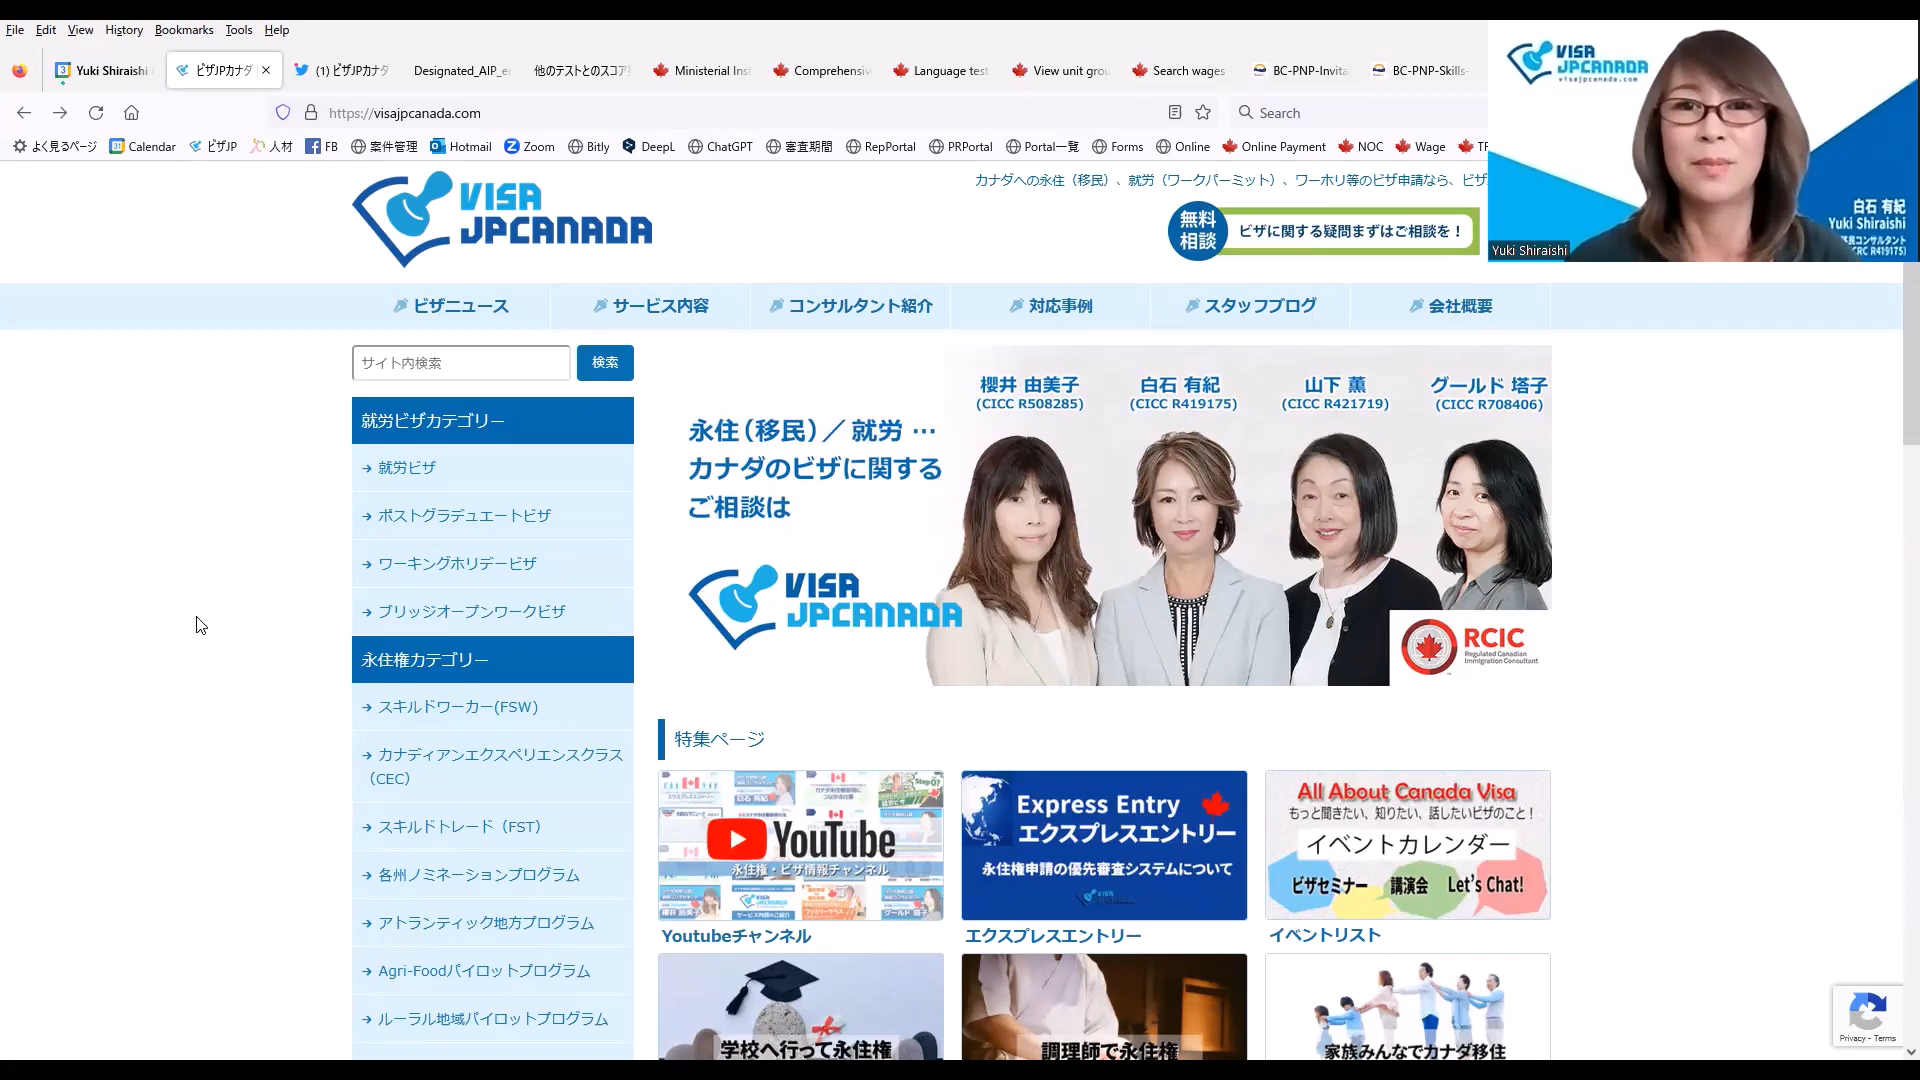 File Edit View History Bookmarks Tools Help
Yuki Shiraishi
ビザJPカナダ
(1) ビザJPカナダ
Designated_AIP_e
他のテストとのスコア
Ministerial Inst
Comprehensiv
Language test
View unit grou
Search wages
BC-PNP-Invita
BC-PNP-Skills-
https://visajpcanada.com
Search
よく見るページ Calendar ビザJP 人材 FB 案件管理 Hotmail Zoom Bitly DeepL ChatGPT 審査期間 RepPortal PRPortal Portal一覧 Forms Online Online Payment NOC Wage
VISA
JPCANADA
visajpcanada.com
白石 有紀
Yuki Shiraishi
移民コンサルタント
Yuki Shiraishi
VISA
JPCANADA
カナダへの永住（移民）、就労（ワークパーミット）、ワーホリ等のビザ申請なら、ビザ
無料
相談
ビザに関する疑問まずはご相談を！
ビザニュース
サービス内容
コンサルタント紹介
対応事例
スタッフブログ
会社概要
サイト内検索
検索
就労ビザカテゴリー
→ 就労ビザ
→ ポストグラデュエートビザ
→ ワーキングホリデービザ
→ ブリッジオープンワークビザ
永住権カテゴリー
→ スキルドワーカー(FSW)
→ カナディアンエクスペリエンスクラス
（CEC）
→ スキルドトレード（FST）
→ 各州ノミネーションプログラム
→ アトランティック地方プログラム
→ Agri-Foodパイロットプログラム
→ ルーラル地域パイロットプログラム
櫻井 由美子
(CICC R508285)
白石 有紀
(CICC R419175)
山下 薫
(CICC R421719)
グールド 塔子
(CICC R708406)
永住（移民）／就労 …
カナダのビザに関する
ご相談は
VISA
JPCANADA
RCIC
Regulated Canadian
Immigration Consultant
特集ページ
YouTube
永住権・ビザ情報チャンネル
Youtubeチャンネル
Express Entry
エクスプレスエントリー
永住権申請の優先審査システムについて
エクスプレスエントリー
All About Canada Visa
もっと聞きたい、知りたい、話したいビザのこと！
イベントカレンダー
ビザセミナー 講演会 Let's Chat!
イベントリスト
学校へ行って永住権
調理師で永住権
家族みんなでカナダ移住
Privacy - Terms